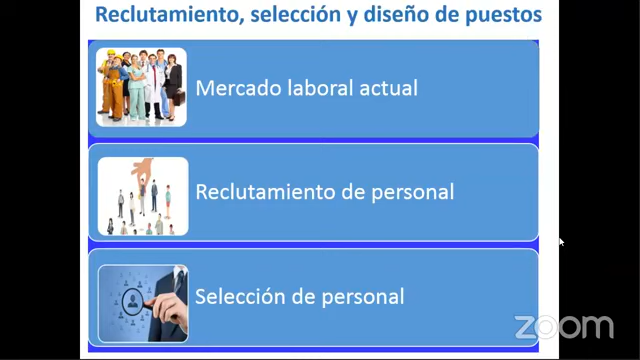 Reclutamiento, selección y diseño de puestos
Mercado laboral actual
Reclutamiento de personal
Selección de personal
zoom